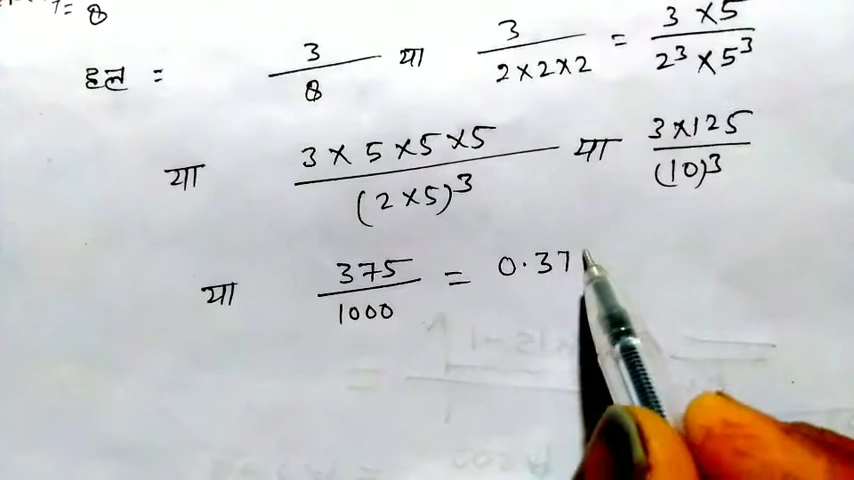 = 8
हल = 3/8 या 3/(2×2×2) = (3×5)/(2³×5³)
या (3×5×5×5)/(2×5)³ या (3×125)/(10)³
या 375/1000 = 0.37